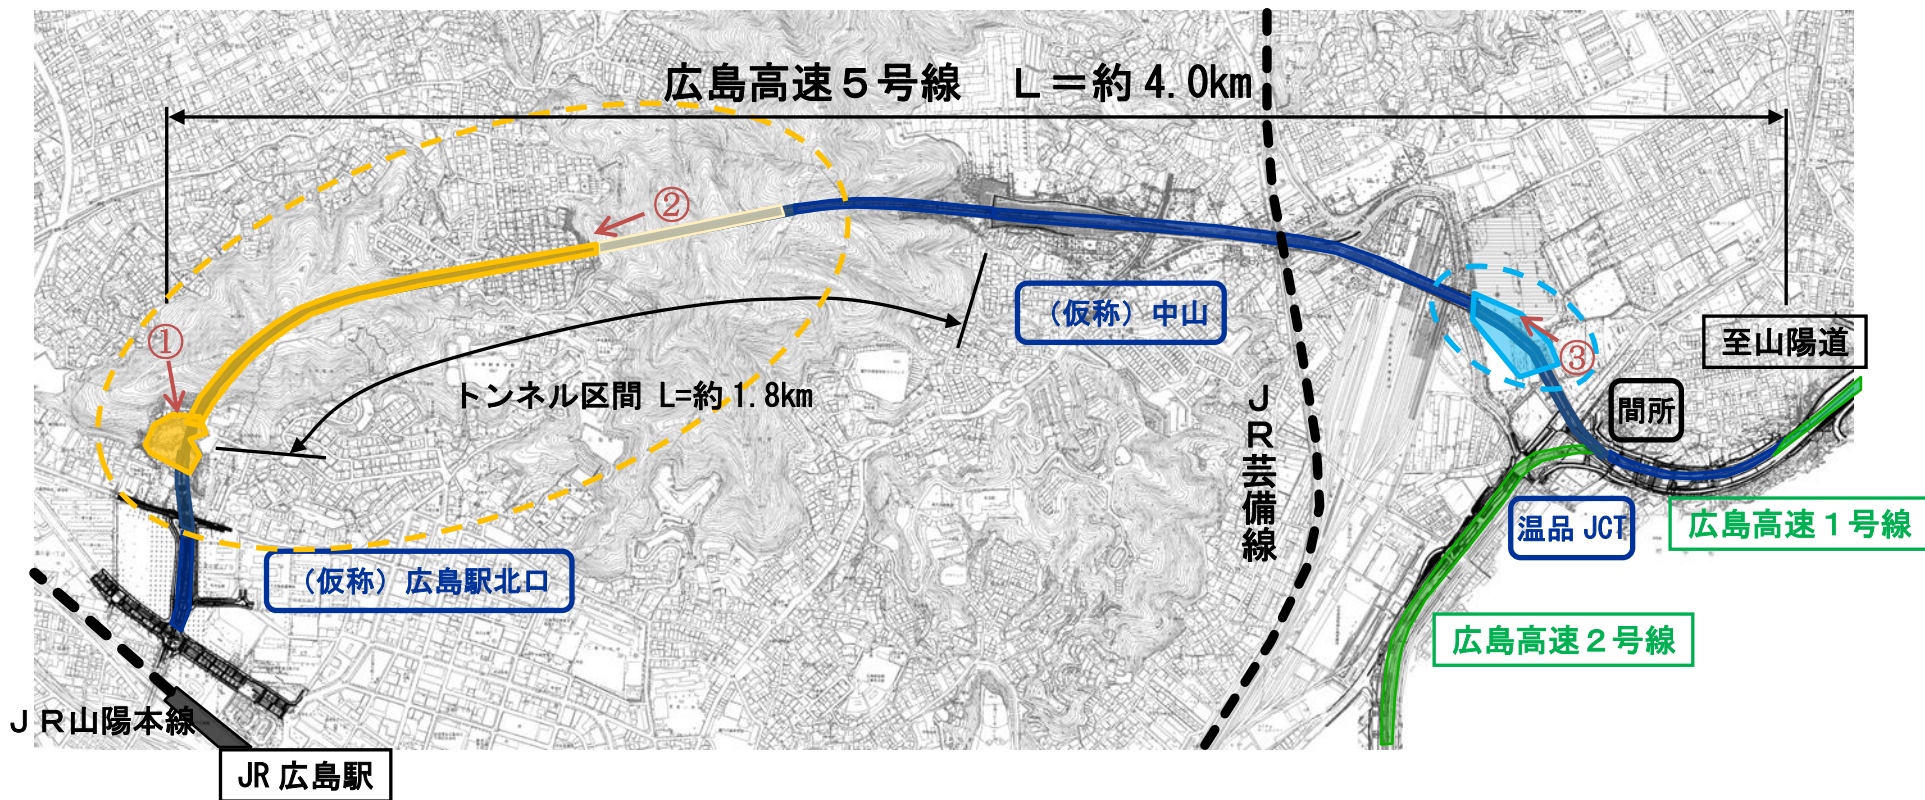 広島高速５号線　Ｌ＝約 4.0km
②
①
（仮称）中山
③
至山陽道
トンネル区間 L=約 1.8km
間所
ＪＲ芸備線
温品 JCT
広島高速１号線
（仮称）広島駅北口
広島高速２号線
ＪＲ山陽本線
JR 広島駅